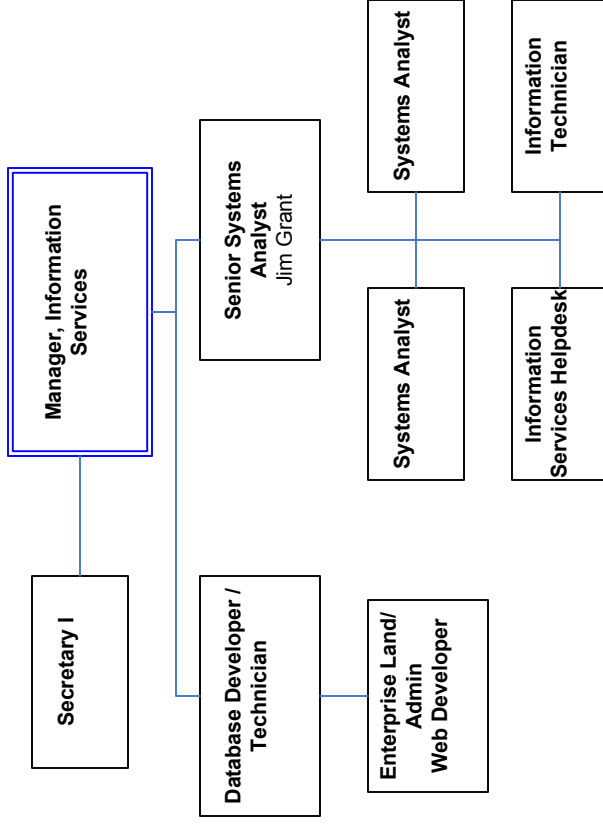 Manager, Information
Services
Secretary I
Database Developer /
Technician
Senior Systems
Analyst
Jim Grant
Enterprise Land/
Admin
Web Developer
Systems Analyst
Systems Analyst
Information
Services Helpdesk
Information
Technician